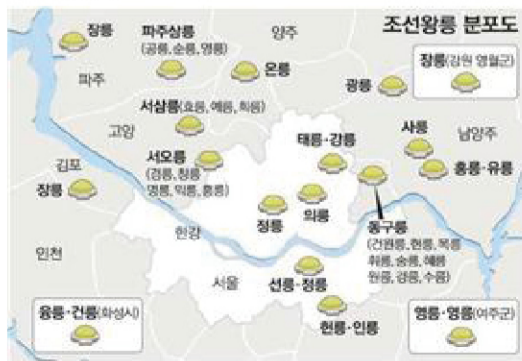 조선왕릉 분포도
장릉
파주삼릉
(공릉, 순릉, 영릉)
양주
온릉
광릉
장릉(강원 영월군)
파주
서삼릉(효릉, 예릉, 희릉)
고양
태릉·강릉
사릉
남양주
서오릉
(경릉, 창릉
명릉, 익릉, 홍릉)
홍릉·유릉
김포
장릉
정릉
의릉
동구릉
(건원릉, 현릉, 목릉
휘릉, 숭릉, 혜릉
원릉, 경릉, 수릉)
한강
인천
서울
선릉·정릉
헌릉·인릉
융릉·건릉(화성시)
영릉·영릉(여주군)